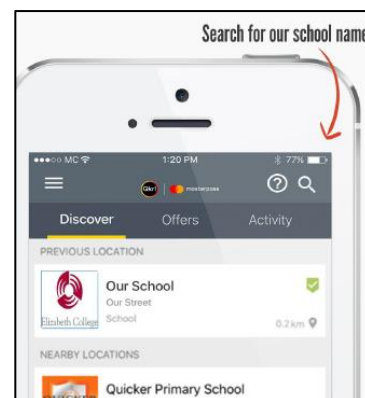 Search for our school name
MC 1:20 PM 77%
Qkr! masterpass
Discover Offers Activity
PREVIOUS LOCATION
Our School
Our Street
Elizabeth College School 0.2 km
NEARBY LOCATIONS
Quicker Primary School